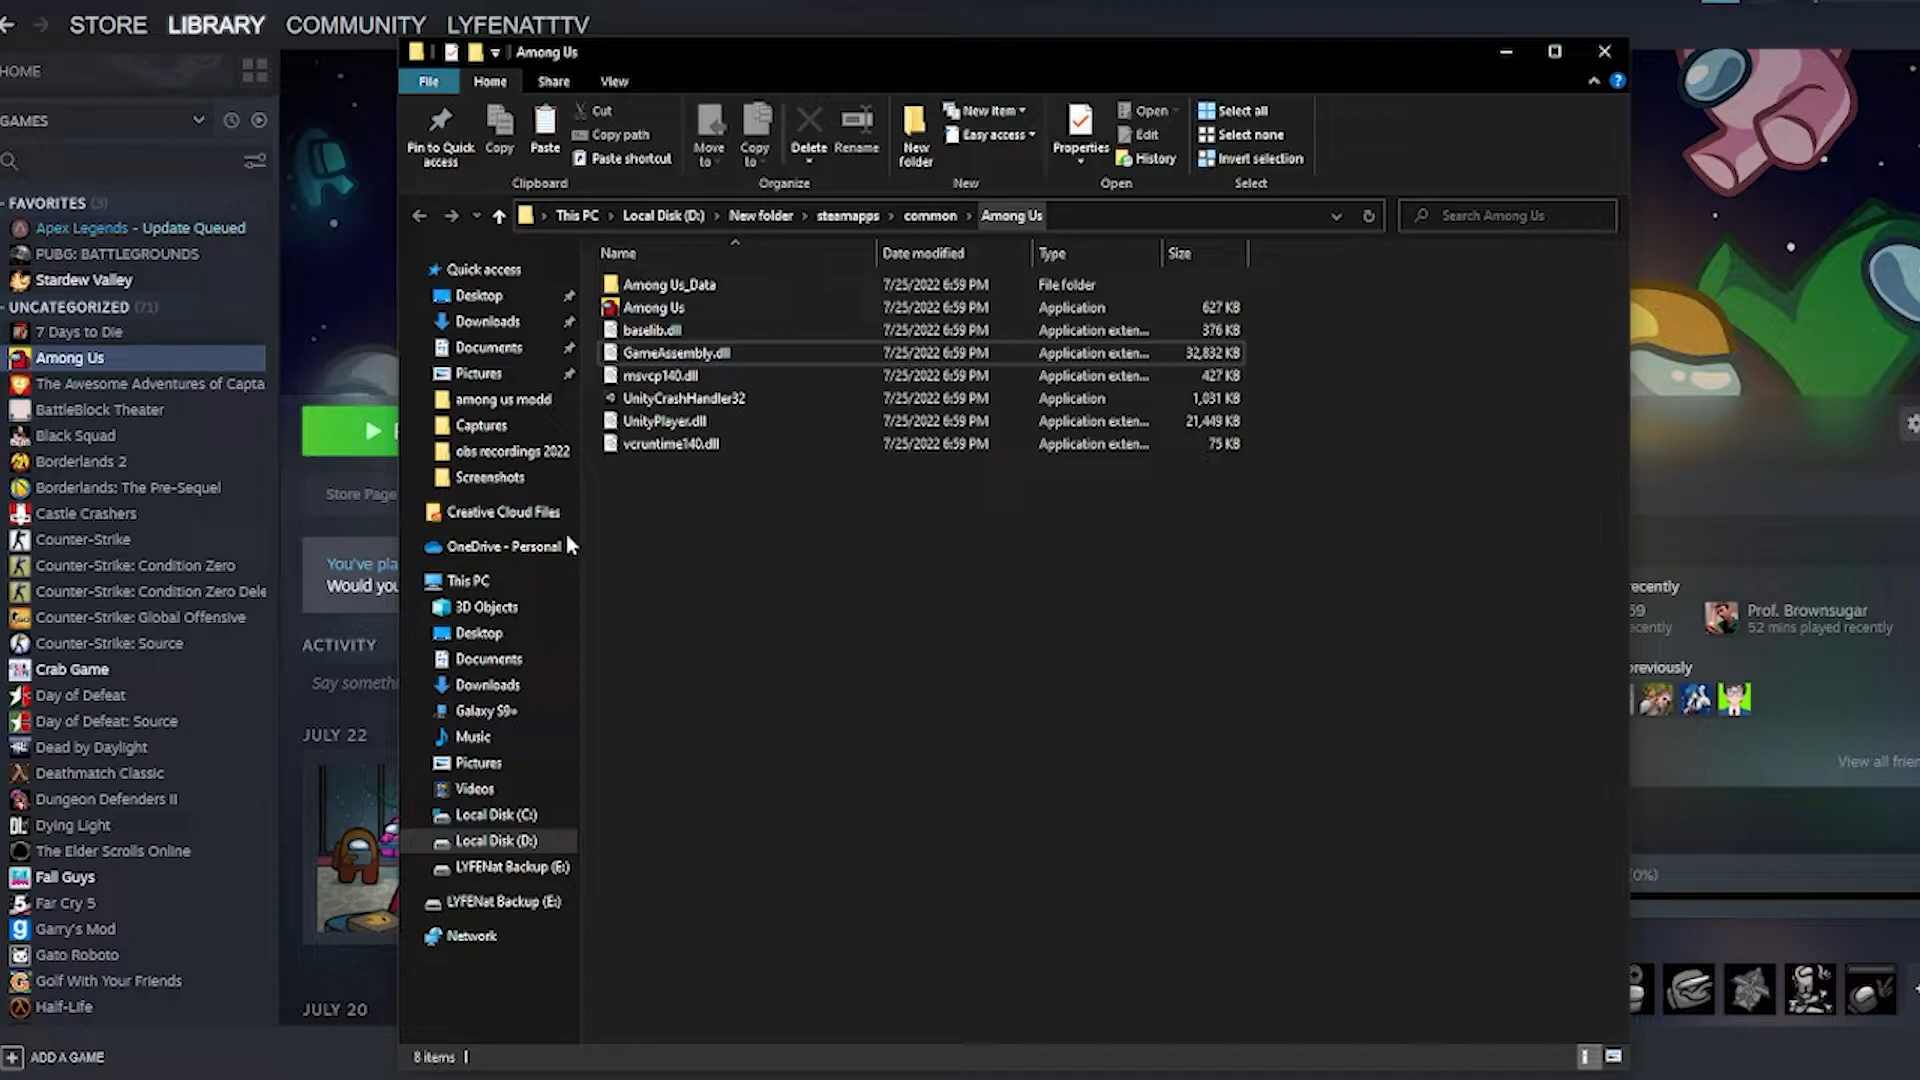 STORE LIBRARY COMMUNITY LYFENATTTV
HOME
GAMES
- FAVORITES (3)
Apex Legends - Update Queued
PUBG: BATTLEGROUNDS
Stardew Valley
- UNCATEGORIZED (71)
7 Days to Die
Among Us
The Awesome Adventures of Capta
BattleBlock Theater
Black Squad
Borderlands 2
Borderlands: The Pre-Sequel
Castle Crashers
Counter-Strike
Counter-Strike: Condition Zero
Counter-Strike: Condition Zero Dele
Counter-Strike: Global Offensive
Counter-Strike: Source
Crab Game
Day of Defeat
Day of Defeat: Source
Dead by Daylight
Deathmatch Classic
Dungeon Defenders II
Dying Light
The Elder Scrolls Online
Fall Guys
Far Cry 5
Garry's Mod
Gato Roboto
Golf With Your Friends
Half-Life
+ ADD A GAME
Store Page
You've pla
Would you
ACTIVITY
Say someth
JULY 22
JULY 20
Among Us
File Home Share View
Pin to Quick access
Copy
Paste
Cut
Copy path
Paste shortcut
Clipboard
Move to
Copy to
Delete
Rename
Organize
New folder
New item
Easy access
New
Properties
Open
Edit
History
Open
Select all
Select none
Invert selection
Select
This PC > Local Disk (D:) > New folder > steamapps > common > Among Us
Search Among Us
Quick access
Desktop
Downloads
Documents
Pictures
among us modd
Captures
obs recordings 2022
Screenshots
Creative Cloud Files
OneDrive - Personal
This PC
3D Objects
Desktop
Documents
Downloads
Galaxy S9+
Music
Pictures
Videos
Local Disk (C:)
Local Disk (D:)
LYFENat Backup (E:)
LYFENat Backup (E:)
Network
Name Date modified Type Size
Among Us_Data 7/25/2022 6:59 PM File folder
Among Us 7/25/2022 6:59 PM Application 627 KB
baselib.dll 7/25/2022 6:59 PM Application exten... 376 KB
GameAssembly.dll 7/25/2022 6:59 PM Application exten... 32,832 KB
msvcp140.dll 7/25/2022 6:59 PM Application exten... 427 KB
UnityCrashHandler32 7/25/2022 6:59 PM Application 1,031 KB
UnityPlayer.dll 7/25/2022 6:59 PM Application exten... 21,449 KB
vcruntime140.dll 7/25/2022 6:59 PM Application exten... 75 KB
8 items
ecently
59
ecently
Prof. Brownsugar
52 mins played recently
previously
View all frien
(0%)